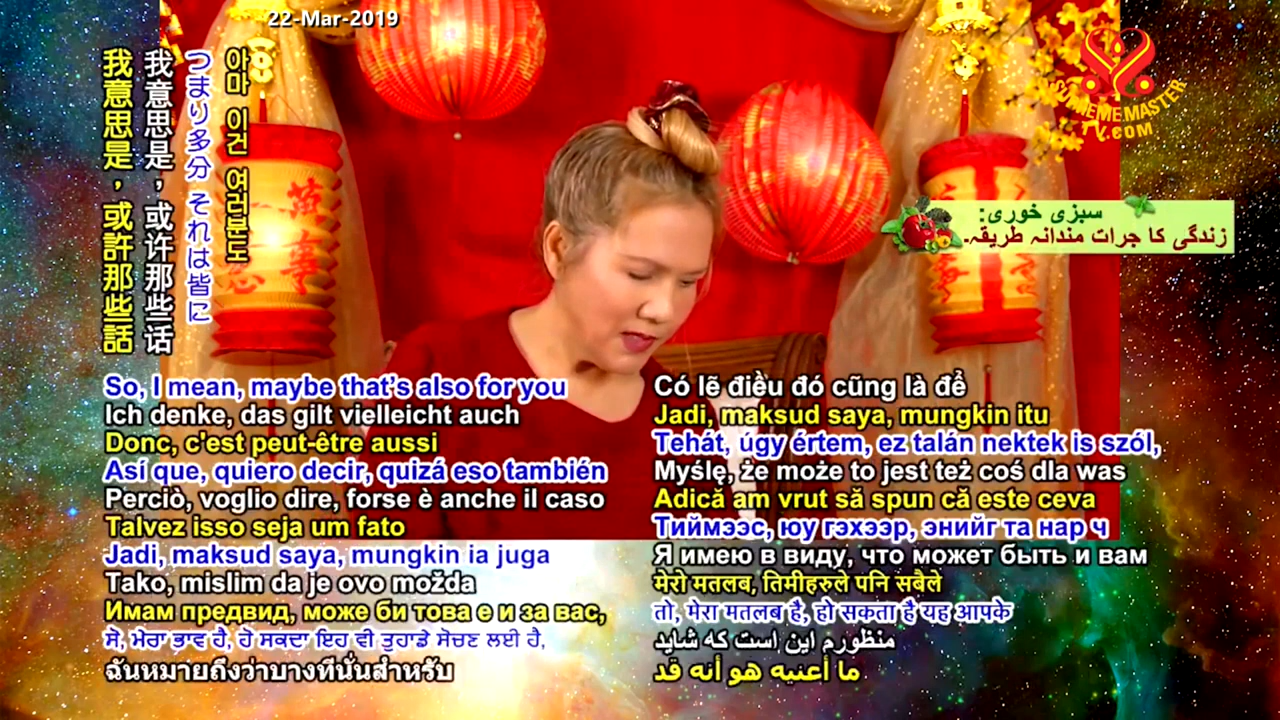 22-Mar-2019
SUPREME MASTER
TV.COM
我意思是，或許那些話
我意思是，或许那些话
つまり多分 それは皆に
아마 이건 여러분도
سبزی خوری:
زندگی کا جرات مندانہ طریقہ۔
So, I mean, maybe that's also for you
Ich denke, das gilt vielleicht auch
Donc, c'est peut-être aussi
Así que, quiero decir, quizá eso también
Perciò, voglio dire, forse è anche il caso
Talvez isso seja um fato
Jadi, maksud saya, mungkin ia juga
Tako, mislim da je ovo možda
Имам предвид, може би това е и за вас,
ਸੋ, ਮੇਰਾ ਭਾਵ ਹੈ, ਹੋ ਸਕਦਾ ਇਹ ਵੀ ਤੁਹਾਡੇ ਸੋਚਣ ਲਈ ਹੈ,
ฉันหมายถึงว่าบางทีนั่นสำหรับ
Có lẽ điều đó cũng là để
Jadi, maksud saya, mungkin itu
Tehát, úgy értem, ez talán nektek is szól,
Myślę, że może to jest też coś dla was
Adică am vrut să spun că este ceva
Тиймээс, юу гэхээр, энийг та нар ч
Я имею в виду, что может быть и вам
मेरो मतलब, तिमीहरुले पनि सबैले
तो, मेरा मतलब है, हो सकता है यह आपके
منظورم این است که شاید
ما أعنيه هو أنه قد